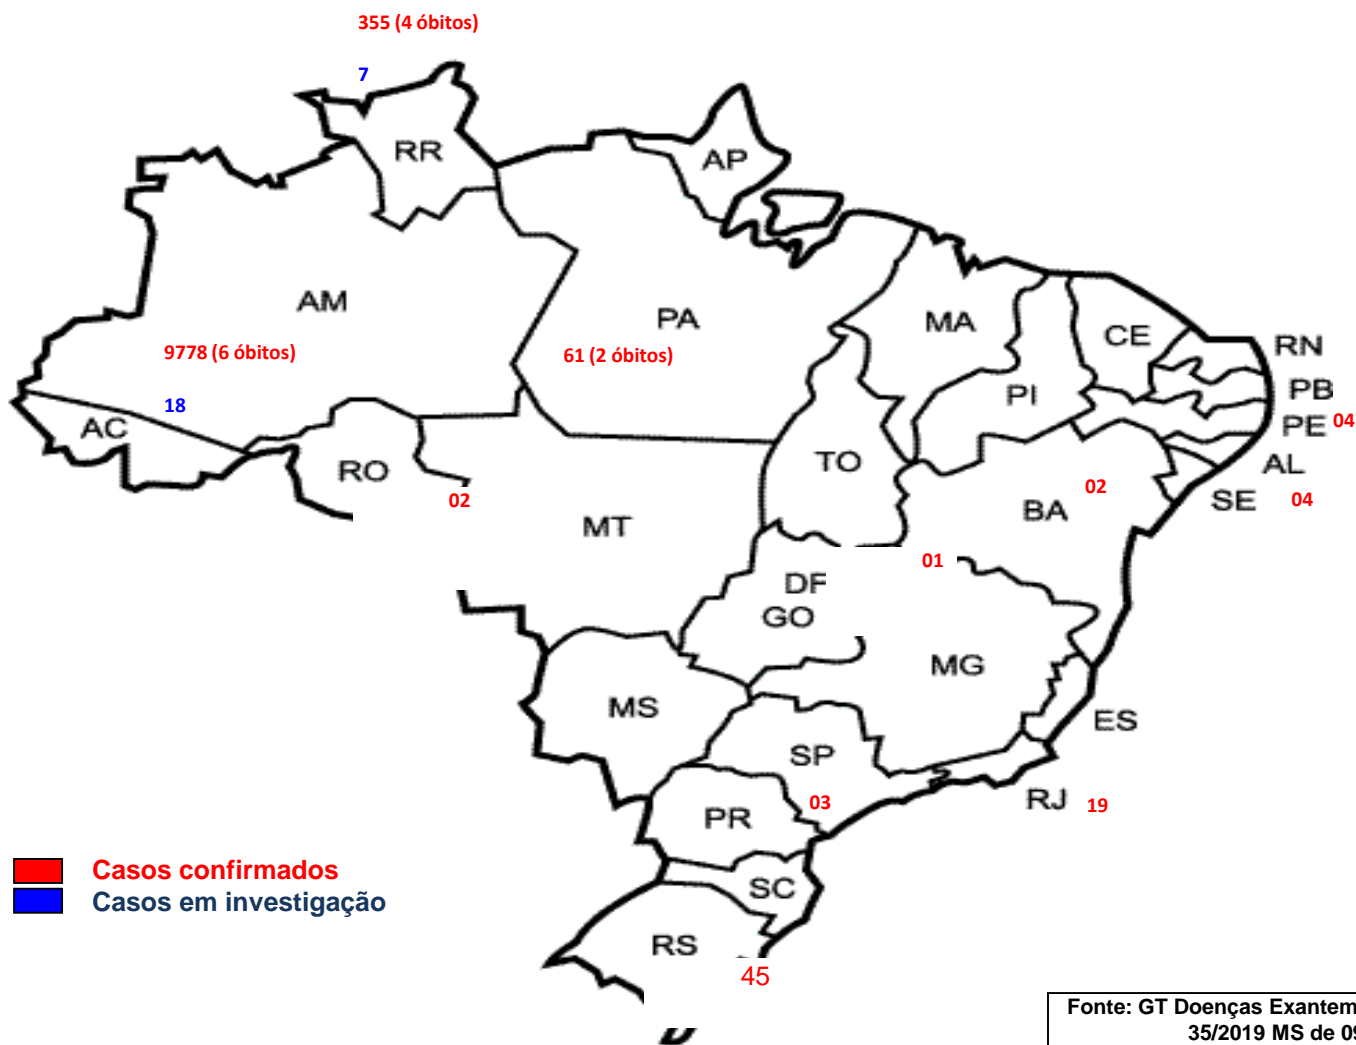 355 (4 óbitos)
7
RR
AP
AM
PA
MA
CE
RN
9778 (6 óbitos)
61 (2 óbitos)
PI
PB
18
AC
PE 04
RO
TO
AL
02
BA
02
SE 04
MT
01
DF
GO
MG
MS
ES
SP
03
RJ 19
PR
Casos confirmados
SC
Casos em investigação
RS
45
Fonte: GT Doenças Exantem
35/2019 MS de 09